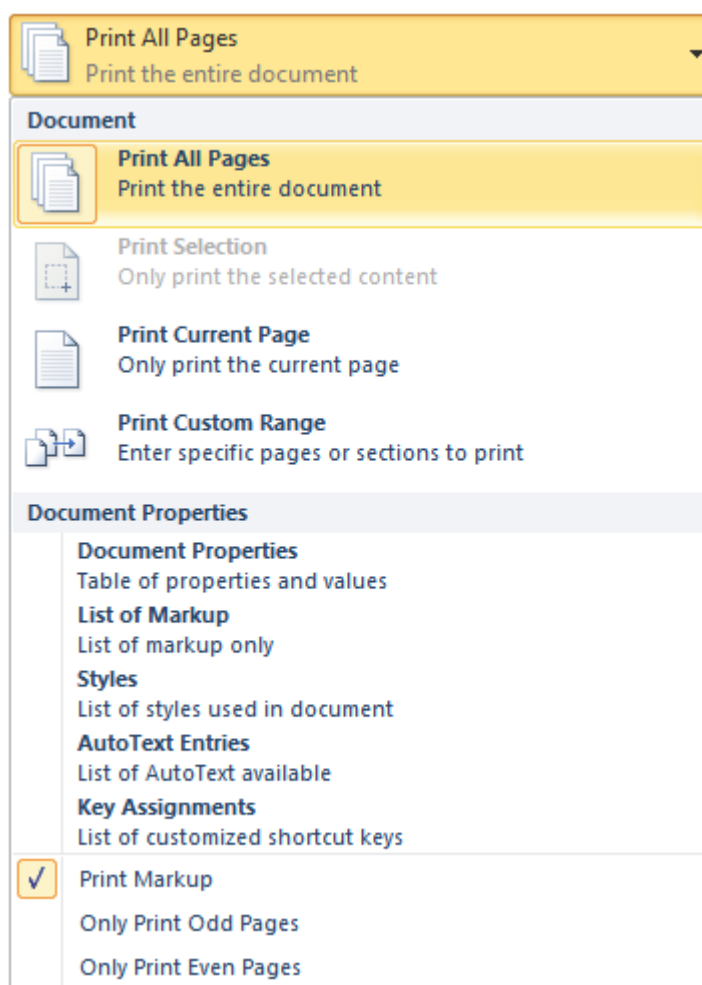 Print All Pages
Print the entire document
Document
Print All Pages
Print the entire document
Print Selection
Only print the selected content
Print Current Page
Only print the current page
Print Custom Range
Enter specific pages or sections to print
Document Properties
Document Properties
Table of properties and values
List of Markup
List of markup only
Styles
List of styles used in document
AutoText Entries
List of AutoText available
Key Assignments
List of customized shortcut keys
Print Markup
Only Print Odd Pages
Only Print Even Pages